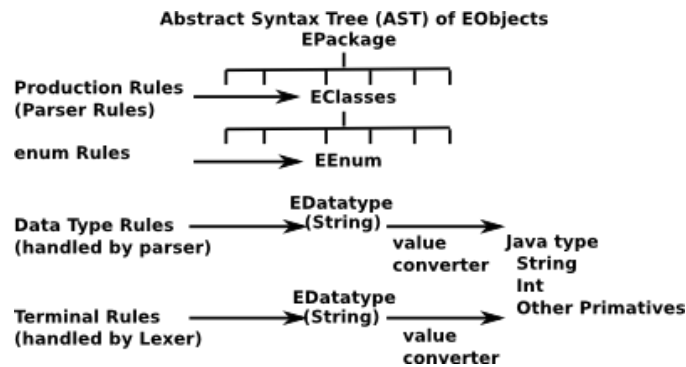 Abstract Syntax Tree (AST) of EObjects
EPackage
Production Rules
(Parser Rules)
EClasses
enum Rules
EEnum
Data Type Rules
(handled by parser)
EDatatype
(String)
value
converter
Java type
String
Int
Other Primatives
Terminal Rules
(handled by Lexer)
EDatatype
(String)
value
converter